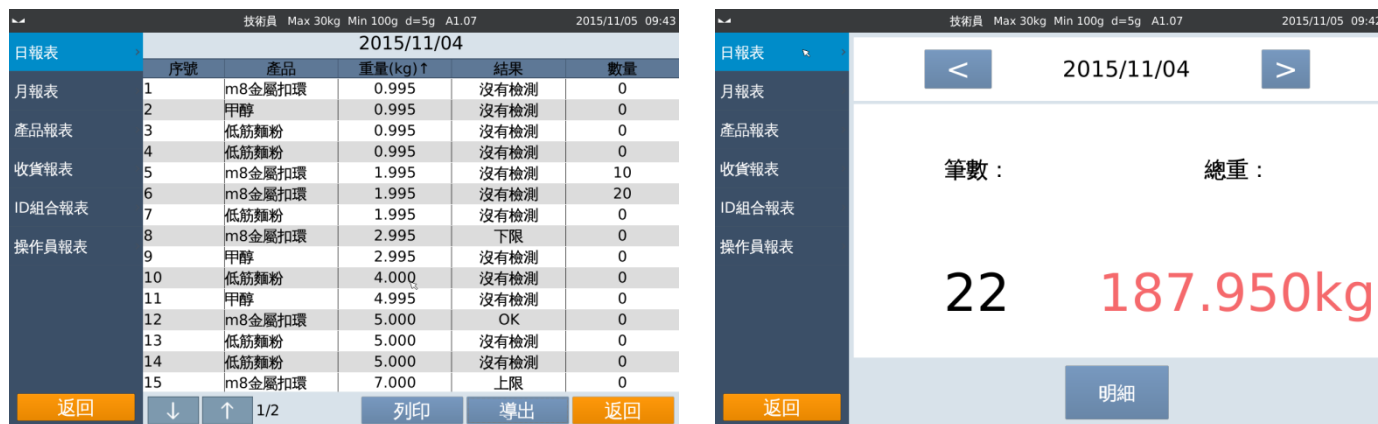 技術員 Max 30kg Min 100g d=5g A1.07 2015/11/05 09:43
日報表
月報表
產品報表
收貨報表
ID組合報表
操作員報表
返回
2015/11/04
序號 產品 重量(kg)↑ 結果 數量
1 m8金屬扣環 0.995 沒有檢測 0
2 甲醇 0.995 沒有檢測 0
3 低筋麵粉 0.995 沒有檢測 0
4 低筋麵粉 0.995 沒有檢測 0
5 m8金屬扣環 1.995 沒有檢測 10
6 m8金屬扣環 1.995 沒有檢測 20
7 低筋麵粉 1.995 沒有檢測 0
8 m8金屬扣環 2.995 下限 0
9 甲醇 2.995 沒有檢測 0
10 低筋麵粉 4.000 沒有檢測 0
11 甲醇 4.995 沒有檢測 0
12 m8金屬扣環 5.000 OK 0
13 低筋麵粉 5.000 沒有檢測 0
14 低筋麵粉 5.000 沒有檢測 0
15 m8金屬扣環 7.000 上限 0
↓ ↑ 1/2 列印 導出 返回
技術員 Max 30kg Min 100g d=5g A1.07 2015/11/05 09:42
日報表
月報表
產品報表
收貨報表
ID組合報表
操作員報表
返回
< 2015/11/04 >
筆數： 總重：
22 187.950kg
明細